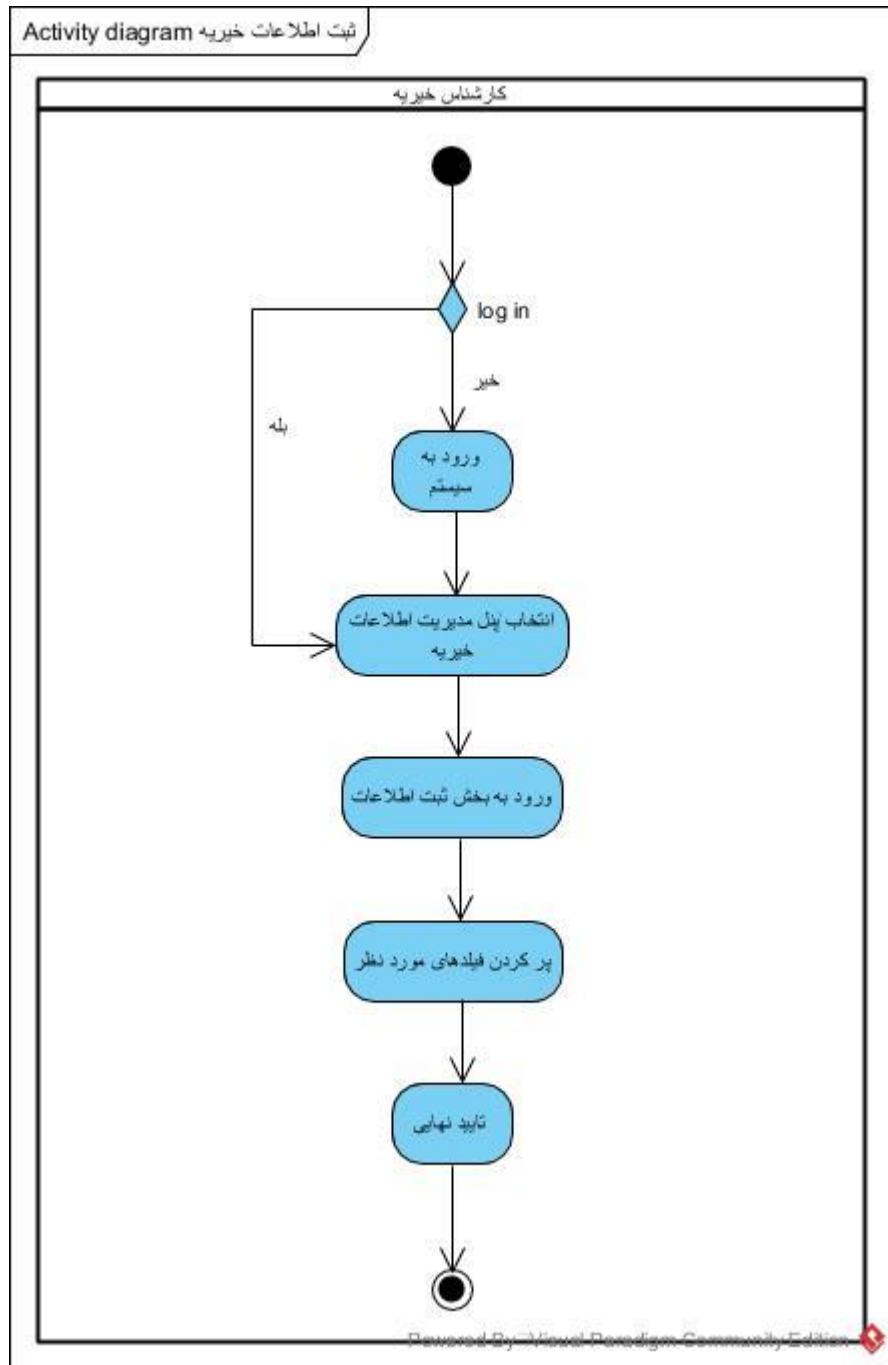 Activity diagram ثبت اطلاعات خیریه
کارشناس خیریه
log in
خیر
بله
ورود به
سیستم
انتخاب پنل مدیریت اطلاعات
خیریه
ورود به بخش ثبت اطلاعات
پر کردن فیلدهای مورد نظر
تایید نهایی
Powered By Visual Paradigm Community Edition